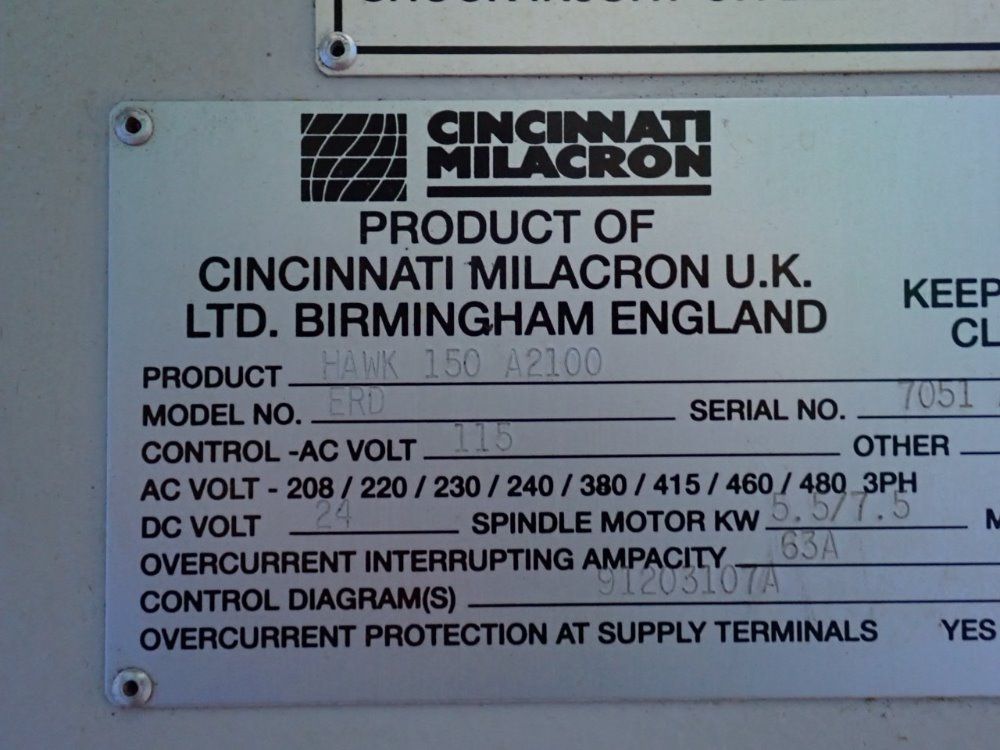 CINCINNATI
MILACRON
PRODUCT OF
CINCINNATI MILACRON U.K.
LTD. BIRMINGHAM ENGLAND
KEEP
CL
PRODUCT HAWK 150 A2100
MODEL NO. ERD SERIAL NO. 7051
CONTROL -AC VOLT 115 OTHER
AC VOLT - 208 / 220 / 230 / 240 / 380 / 415 / 460 / 480 3PH
DC VOLT 24 SPINDLE MOTOR KW 5.5/7.5 M
OVERCURRENT INTERRUPTING AMPACITY 63A
CONTROL DIAGRAM(S) 91203107A
OVERCURRENT PROTECTION AT SUPPLY TERMINALS YES